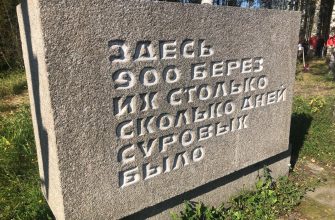 ЗДЕСЬ
900 БЕРЕЗ
ИХ СТОЛЬКО
СКОЛЬКО ДНЕЙ
СУРОВЫХ
БЫЛО